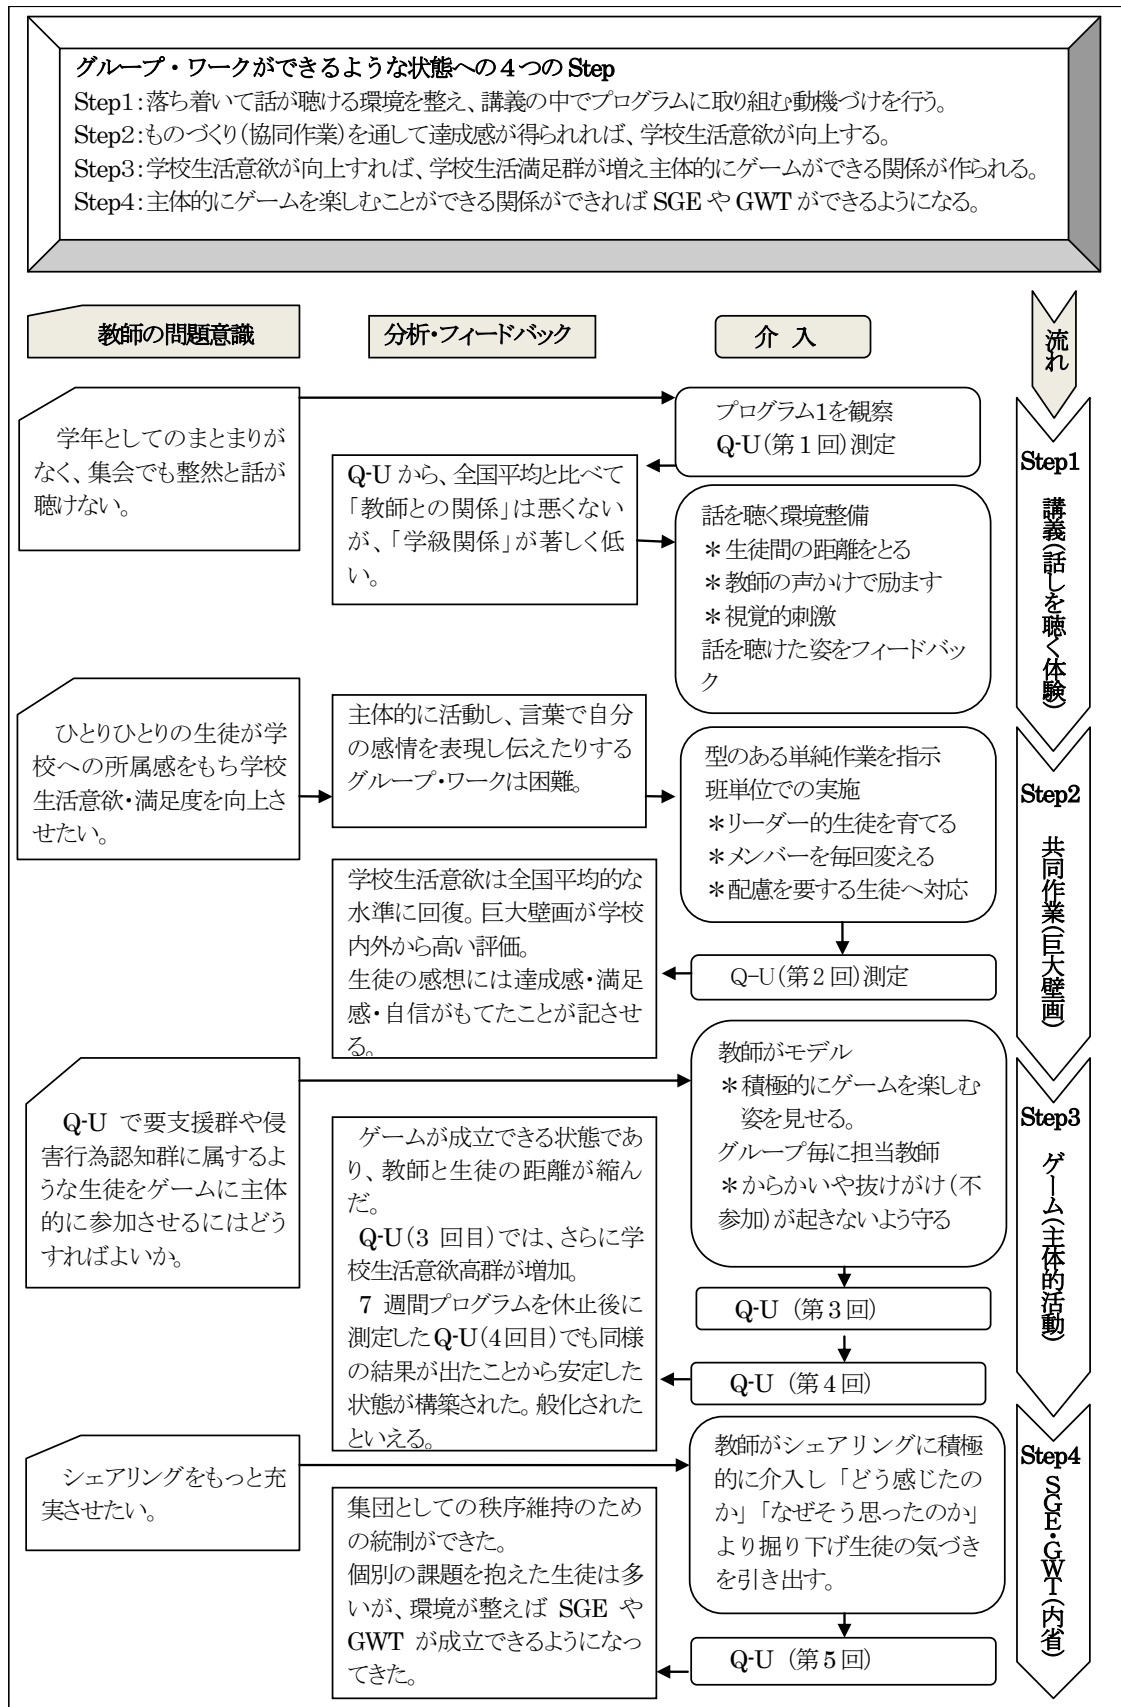 グループ・ワークができるような状態への４つの Step
Step1：落ち着いて話が聴ける環境を整え、講義の中でプログラムに取り組む動機づけを行う。
Step2：ものづくり（協同作業）を通して達成感が得られれば、学校生活意欲が向上する。
Step3：学校生活意欲が向上すれば、学校生活満足群が増え主体的にゲームができる関係が作られる。
Step4：主体的にゲームを楽しむことができる関係ができれば SGE や GWT ができるようになる。
教師の問題意識
分析・フィードバック
介 入
流れ
学年としてのまとまりが
なく、集会でも整然と話が
聴けない。
プログラム1を観察
Q-U（第１回）測定
Q-U から、全国平均と比べて
「教師との関係」は悪くない
が、「学級関係」が著しく低
い。
話を聴く環境整備
＊生徒間の距離をとる
＊教師の声かけで励ます
＊視覚的刺激
話を聴けた姿をフィードバッ
ク
Step1
講義（話しを聴く体験）
ひとりひとりの生徒が学
校への所属感をもち学校
生活意欲・満足度を向上さ
せたい。
主体的に活動し、言葉で自分
の感情を表現し伝えたりする
グループ・ワークは困難。
型のある単純作業を指示
班単位での実施
＊リーダー的生徒を育てる
＊メンバーを毎回変える
＊配慮を要する生徒へ対応
Step2
共同作業（巨大壁画）
学校生活意欲は全国平均的な
水準に回復。巨大壁画が学校
内外から高い評価。
生徒の感想には達成感・満足
感・自信がもてたことが記させ
る。
Q-U（第２回）測定
Q-U で要支援群や侵
害行為認知群に属するよ
うな生徒をゲームに主体
的に参加させるにはどう
すればよいか。
教師がモデル
＊積極的にゲームを楽しむ
姿を見せる。
グループ毎に担当教師
＊からかいや抜けがけ（不
参加）が起きないよう守る
ゲームが成立できる状態であ
り、教師と生徒の距離が縮ん
だ。
Q-U（3 回目）では、さらに学
校生活意欲高群が増加。
7 週間プログラムを休止後に
測定した Q-U（4回目）でも同様
の結果が出たことから安定した
状態が構築された。般化された
といえる。
Q-U （第３回）
Q-U （第４回）
Step3
ゲーム（主体的活動）
シェアリングをもっと充
実させたい。
教師がシェアリングに積極
的に介入し「どう感じたの
か」「なぜそう思ったのか」
より掘り下げ生徒の気づき
を引き出す。
集団としての秩序維持のため
の統制ができた。
個別の課題を抱えた生徒は多
いが、環境が整えば SGE や
GWT が成立できるようになっ
てきた。
Q-U （第５回）
Step4
SGE・GWT（内省）